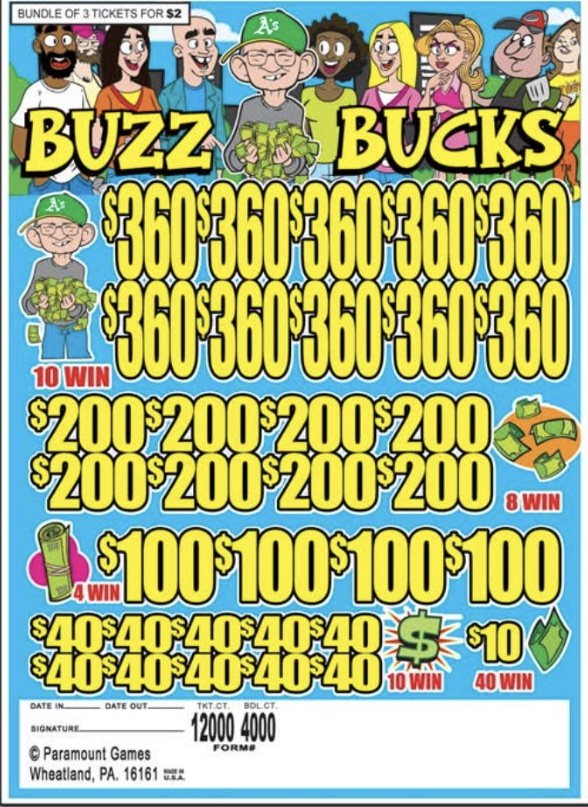 BUNDLE OF 3 TICKETS FOR $2
A's
BUZZ BUCKS TM
A's
$360 $360 $360 $360 $360
$360 $360 $360 $360 $360
10 WIN
$200 $200 $200 $200
$200 $200 $200 $200
8 WIN
$100 $100 $100 $100
4 WIN
$40 $40 $40 $40 $40
$40 $40 $40 $40 $40
$
10 WIN
$10
40 WIN
DATE IN DATE OUT TKT.CT. BDL.CT.
12000 4000
SIGNATURE
FORM#
© Paramount Games
Wheatland, PA. 16161 MADE IN U.S.A.